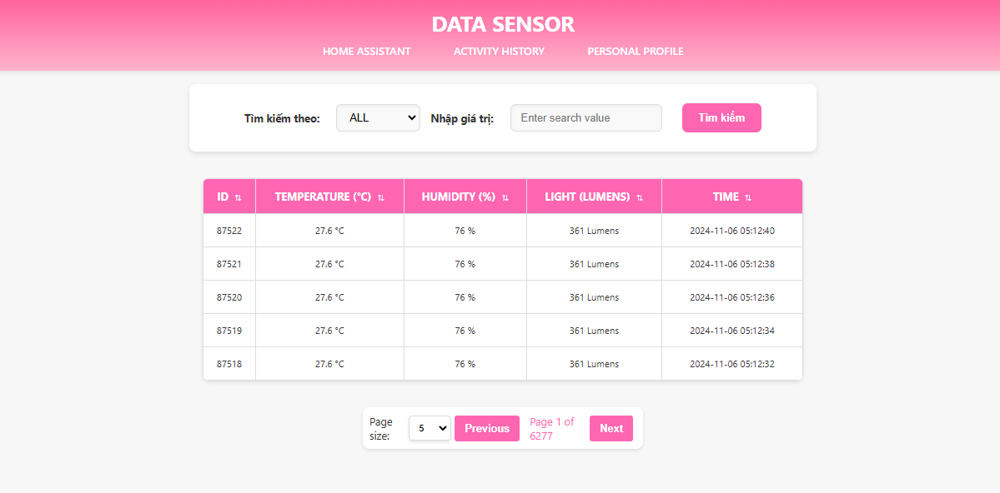 DATA SENSOR
HOME ASSISTANT ACTIVITY HISTORY PERSONAL PROFILE
Tìm kiếm theo: ALL Nhập giá trị: Enter search value Tìm kiếm
ID ⇅ TEMPERATURE (°C) ⇅ HUMIDITY (%) ⇅ LIGHT (LUMENS) ⇅ TIME ⇅
87522 27.6 °C 76 % 361 Lumens 2024-11-06 05:12:40
87521 27.6 °C 76 % 361 Lumens 2024-11-06 05:12:38
87520 27.6 °C 76 % 361 Lumens 2024-11-06 05:12:36
87519 27.6 °C 76 % 361 Lumens 2024-11-06 05:12:34
87518 27.6 °C 76 % 361 Lumens 2024-11-06 05:12:32
Page
size: 5 Previous Page 1 of
6277 Next